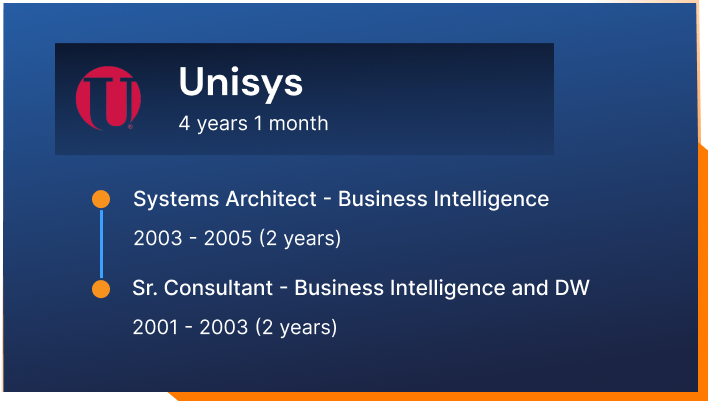 U
Unisys
4 years 1 month
Systems Architect - Business Intelligence
2003 - 2005 (2 years)
Sr. Consultant - Business Intelligence and DW
2001 - 2003 (2 years)